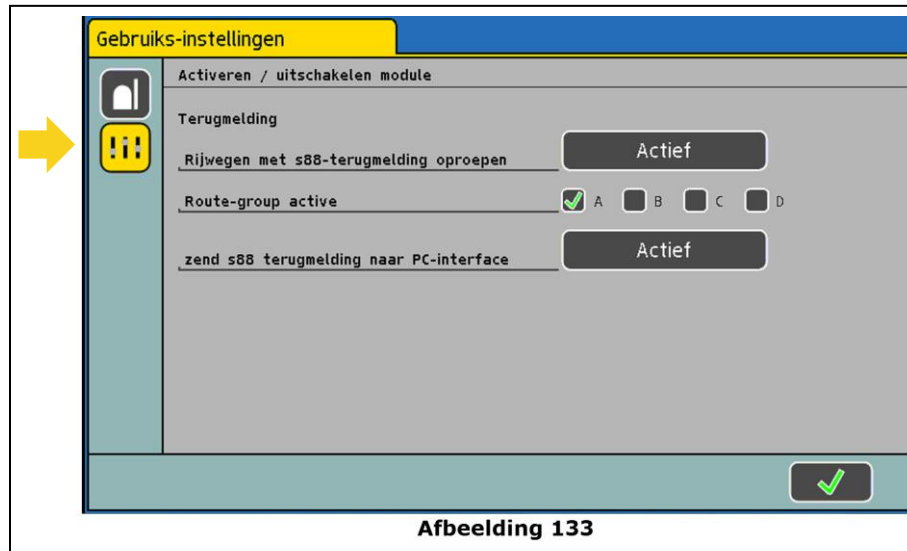 Gebruiks-instellingen
Activeren / uitschakelen module
Terugmelding
Rijwegen met s88-terugmelding oproepen Actief
Route-group active A B C D
zend s88 terugmelding naar PC-interface Actief
Afbeelding 133